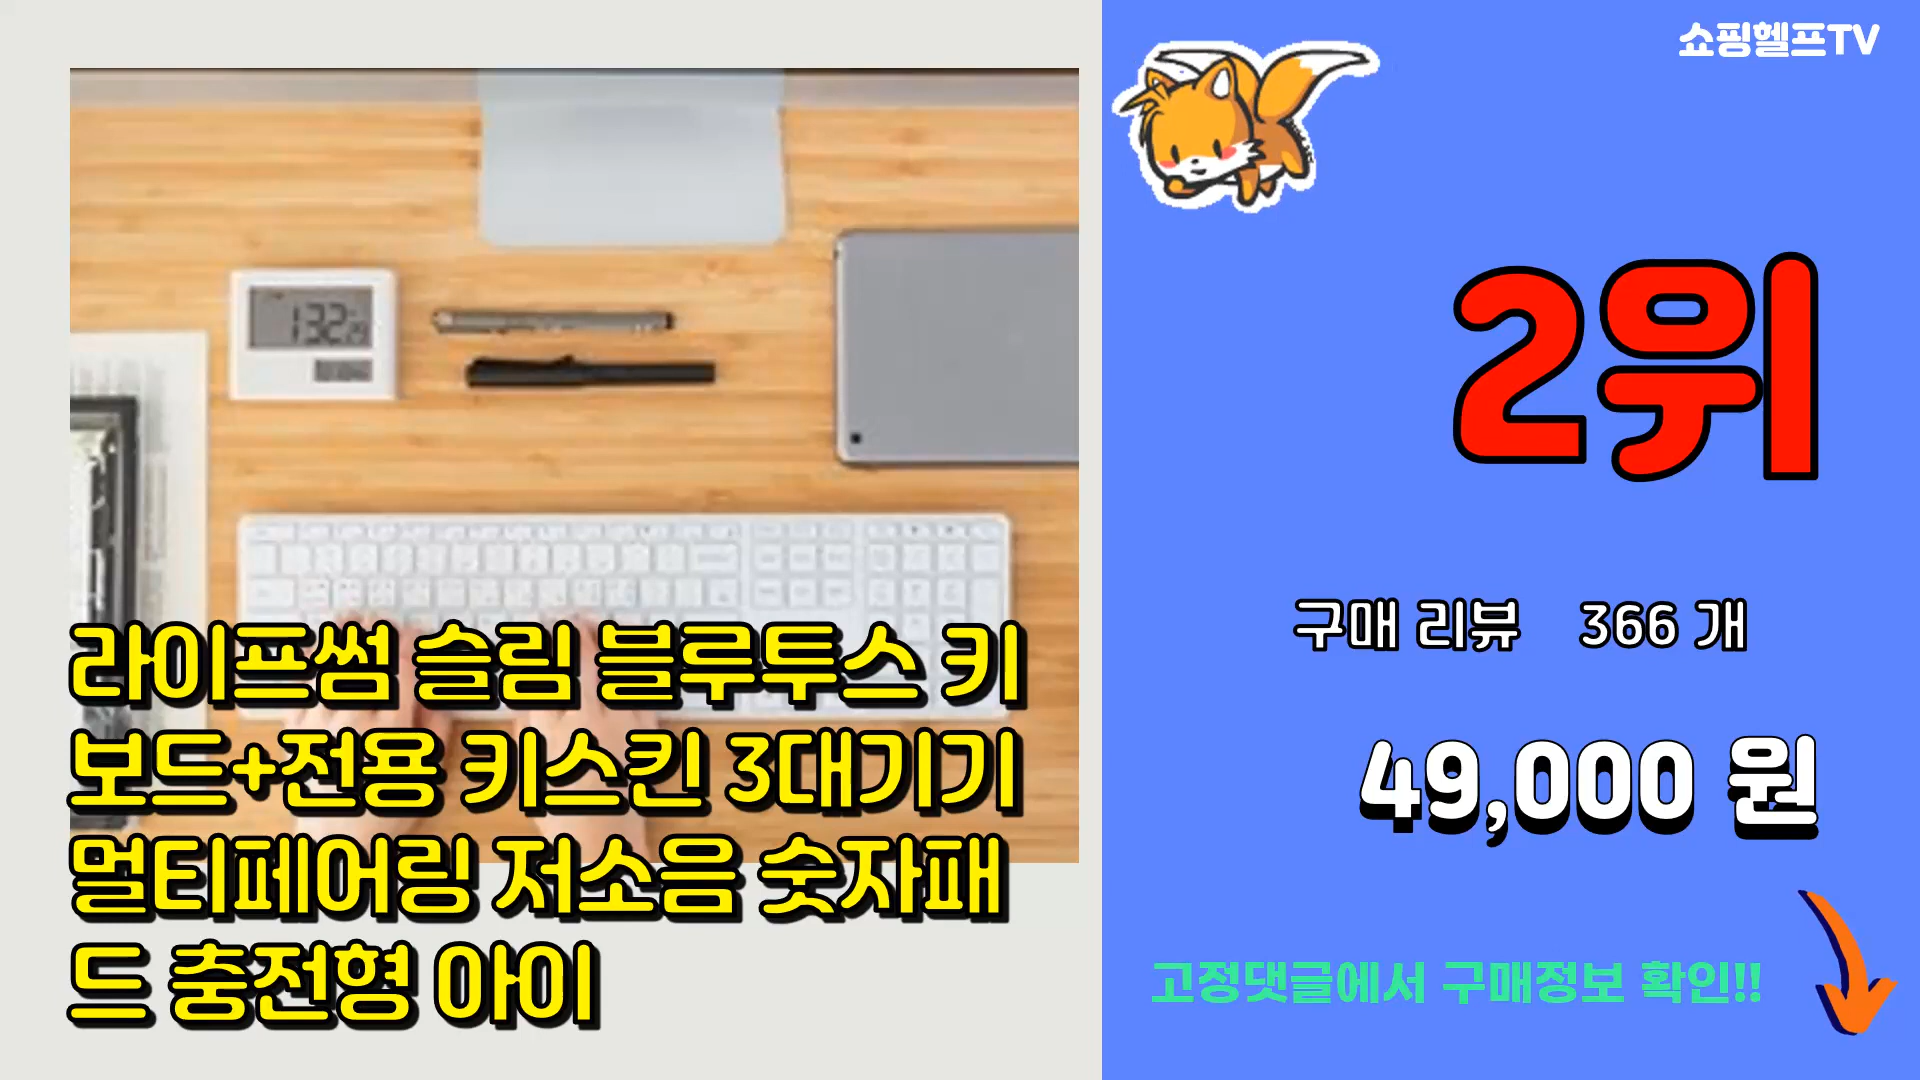 쇼핑헬프TV
2위
라이프썸 슬림 블루투스 키
보드+전용 키스킨 3대기기
멀티페어링 저소음 숫자패
드 충전형 아이
구매 리뷰 366 개
49,000 원
고정댓글에서 구매정보 확인!!